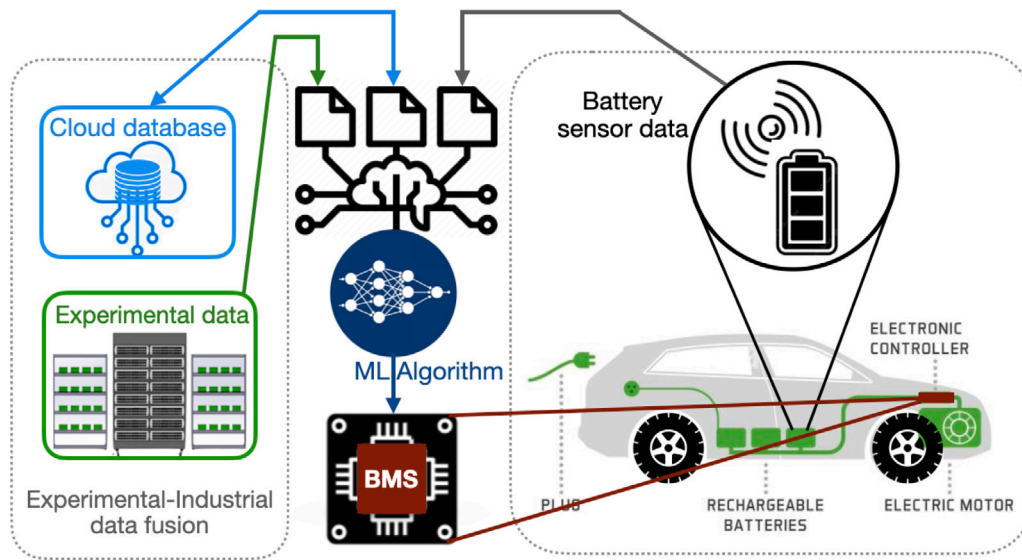 Cloud database
Experimental data
Experimental-Industrial
data fusion
ML Algorithm
BMS
Battery
sensor data
ELECTRONIC
CONTROLLER
PLUG
RECHARGEABLE
BATTERIES
ELECTRIC MOTOR